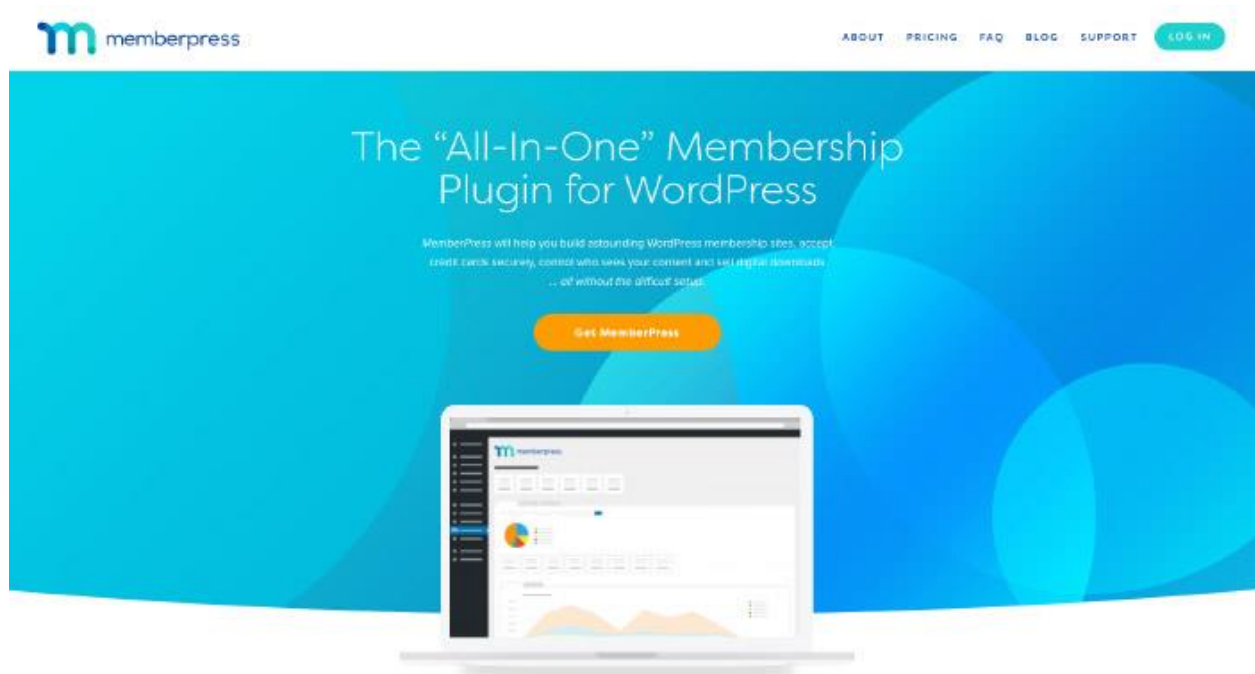 memberpress
ABOUT PRICING FAQ BLOG SUPPORT LOG IN
The “All-In-One” Membership
Plugin for WordPress
MemberPress will help you build astounding WordPress membership sites, accept
credit cards securely, control who sees your content and sell digital downloads
... all without the difficult setup.
Get MemberPress
memberpress